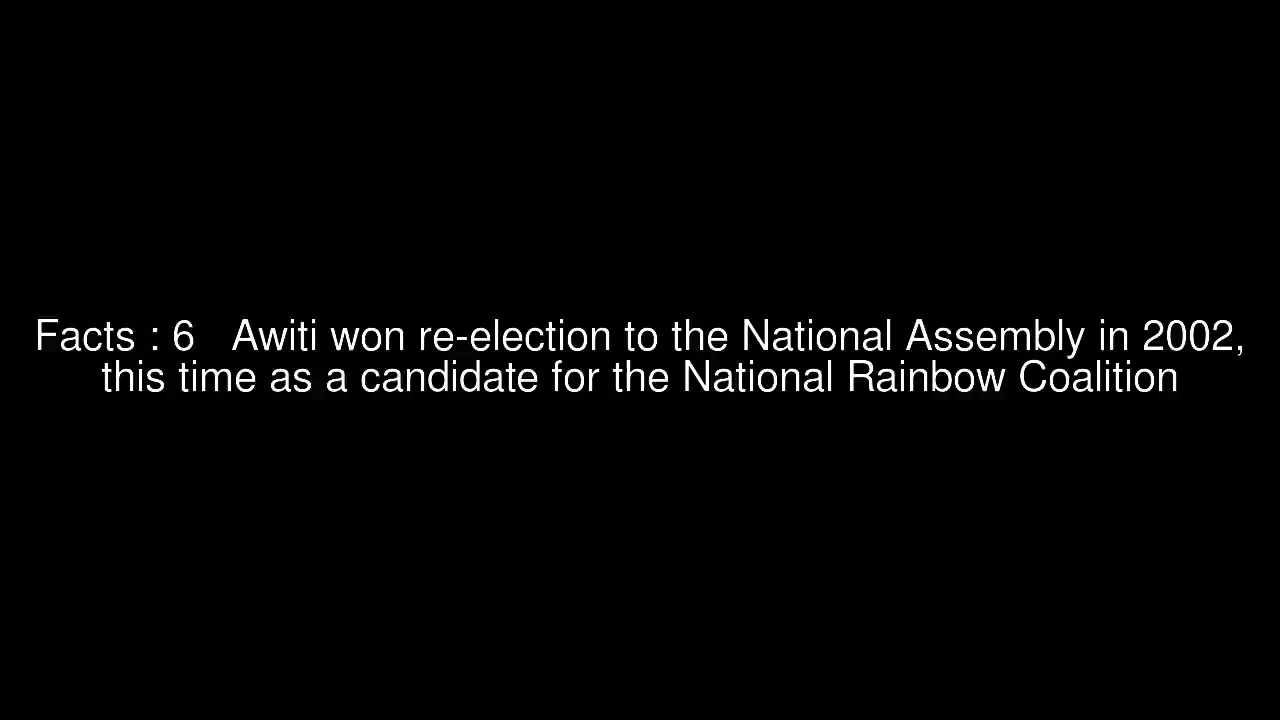 Facts : 6   Awiti won re-election to the National Assembly in 2002,
this time as a candidate for the National Rainbow Coalition